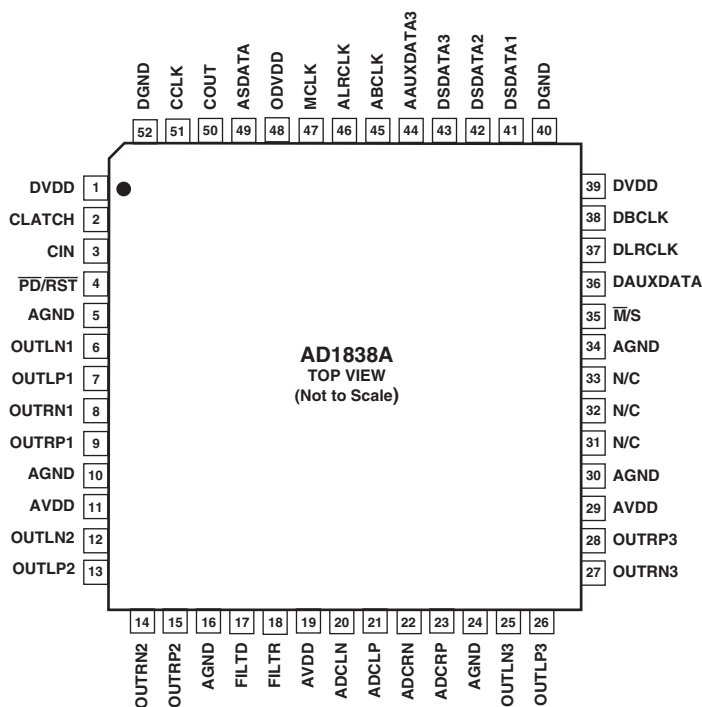 DGND
CCLK
COUT
ASDATA
ODVDD
MCLK
ALRCLK
ABCLK
AAUXDATA3
DSDATA3
DSDATA2
DSDATA1
DGND
52 51 50 49 48 47 46 45 44 43 42 41 40
DVDD 1
CLATCH 2
CIN 3
PD/RST 4
AGND 5
OUTLN1 6
OUTLP1 7
OUTRN1 8
OUTRP1 9
AGND 10
AVDD 11
OUTLN2 12
OUTLP2 13
AD1838A
TOP VIEW
(Not to Scale)
39 DVDD
38 DBCLK
37 DLRCLK
36 DAUXDATA
35 M/S
34 AGND
33 N/C
32 N/C
31 N/C
30 AGND
29 AVDD
28 OUTRP3
27 OUTRN3
14 15 16 17 18 19 20 21 22 23 24 25 26
OUTRN2
OUTRP2
AGND
FILTD
FILTR
AVDD
ADCLN
ADCLP
ADCRN
ADCRP
AGND
OUTLN3
OUTLP3